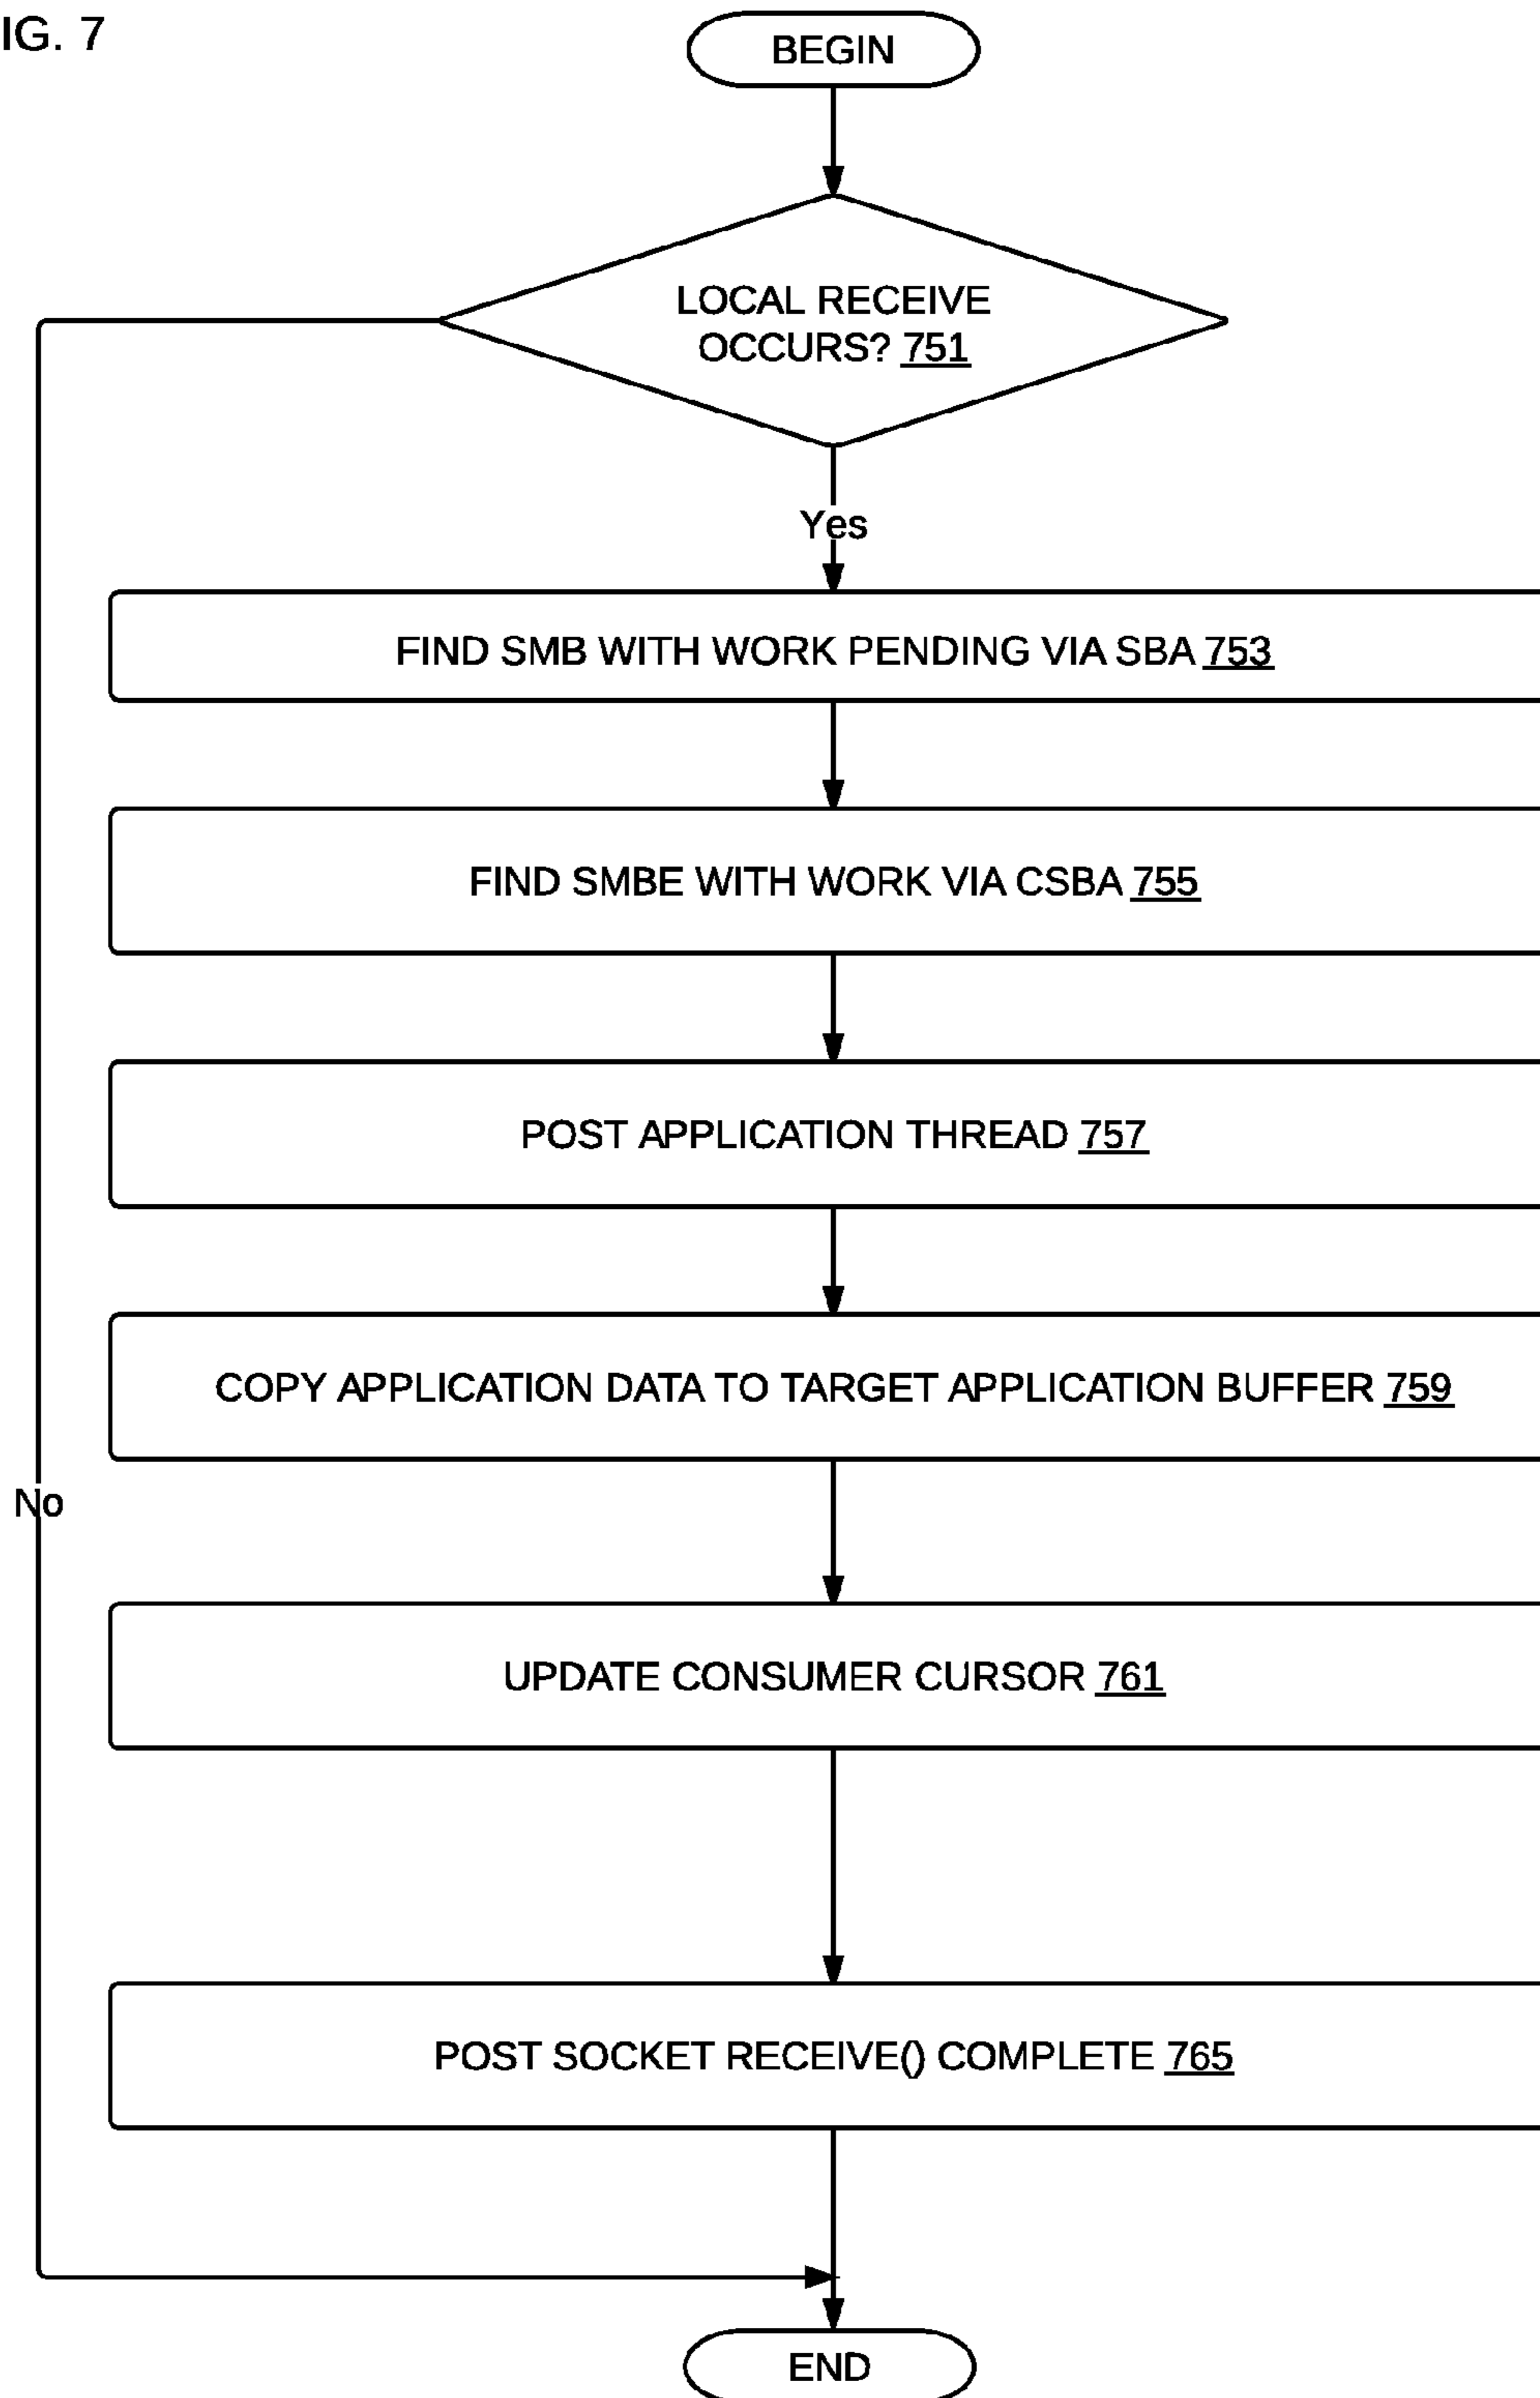 IG. 7
BEGIN
LOCAL RECEIVE
OCCURS? 751
Yes
FIND SMB WITH WORK PENDING VIA SBA 753
FIND SMBE WITH WORK VIA CSBA 755
POST APPLICATION THREAD 757
COPY APPLICATION DATA TO TARGET APPLICATION BUFFER 759
No
UPDATE CONSUMER CURSOR 761
POST SOCKET RECEIVE() COMPLETE 765
END